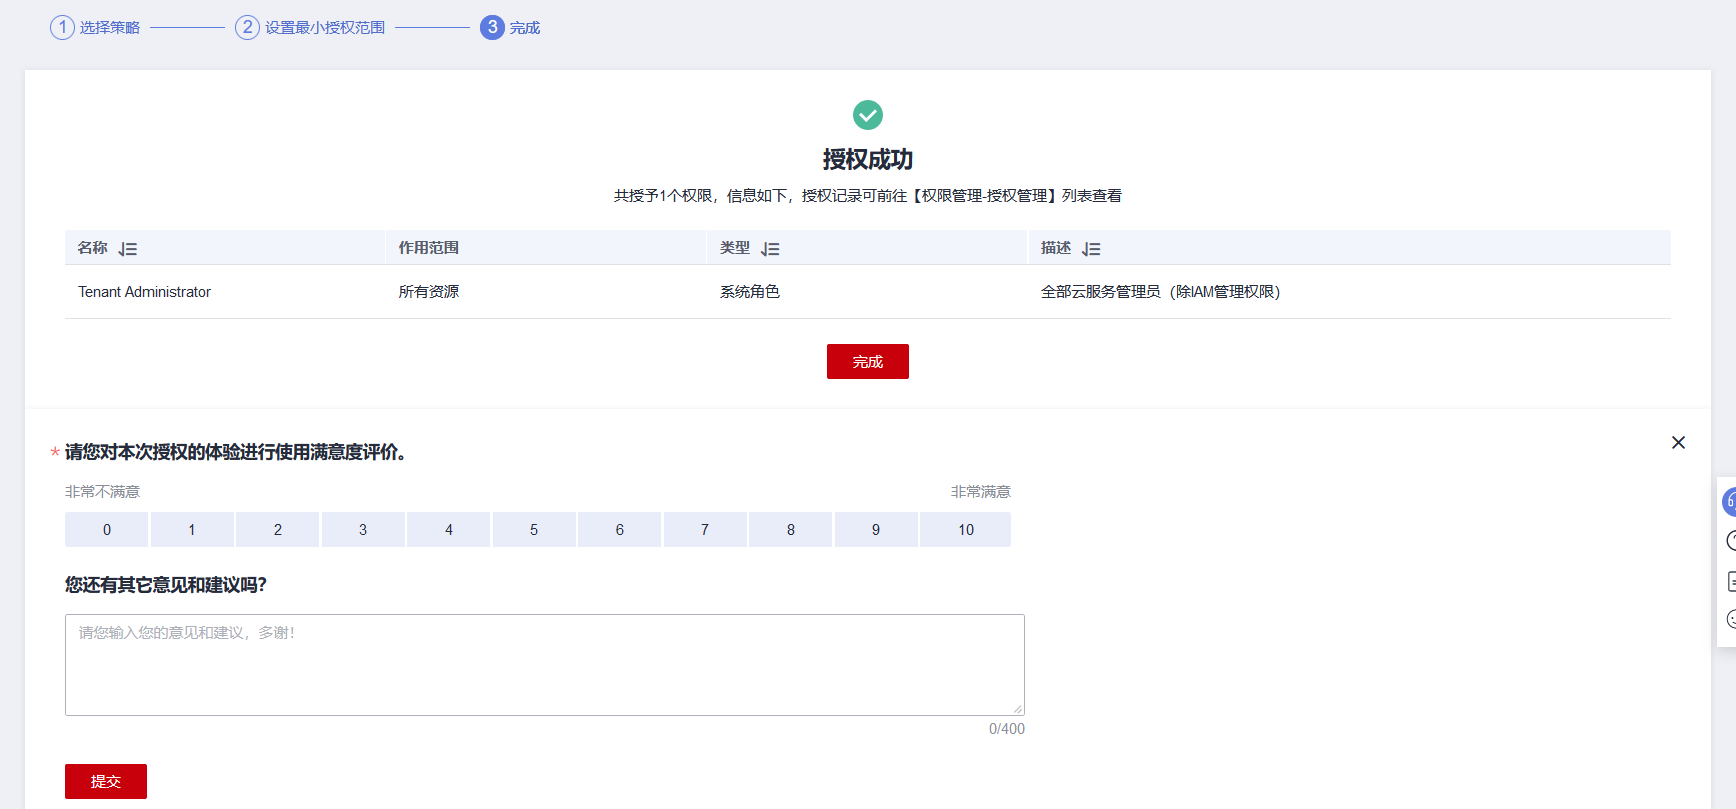 1 选择策略 2 设置最小授权范围 3 完成
授权成功
共授予1个权限，信息如下，授权记录可前往【权限管理-授权管理】列表查看
名称 作用范围 类型 描述
Tenant Administrator 所有资源 系统角色 全部云服务管理员（除IAM管理权限）
完成
* 请您对本次授权的体验进行使用满意度评价。
非常不满意 非常满意
0 1 2 3 4 5 6 7 8 9 10
您还有其它意见和建议吗?
请您输入您的意见和建议，多谢！
0/400
提交